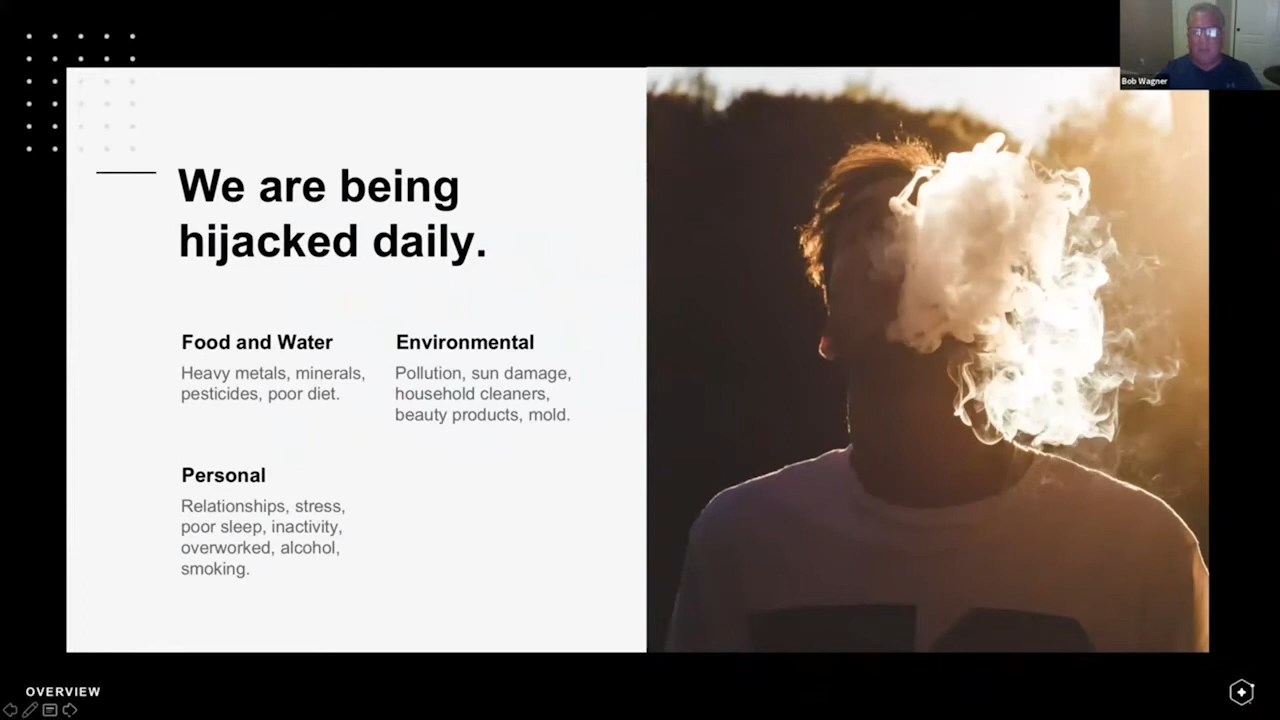 Bob Wagner
We are being
hijacked daily.
Food and Water
Heavy metals, minerals,
pesticides, poor diet.
Environmental
Pollution, sun damage,
household cleaners,
beauty products, mold.
Personal
Relationships, stress,
poor sleep, inactivity,
overworked, alcohol,
smoking.
OVERVIEW